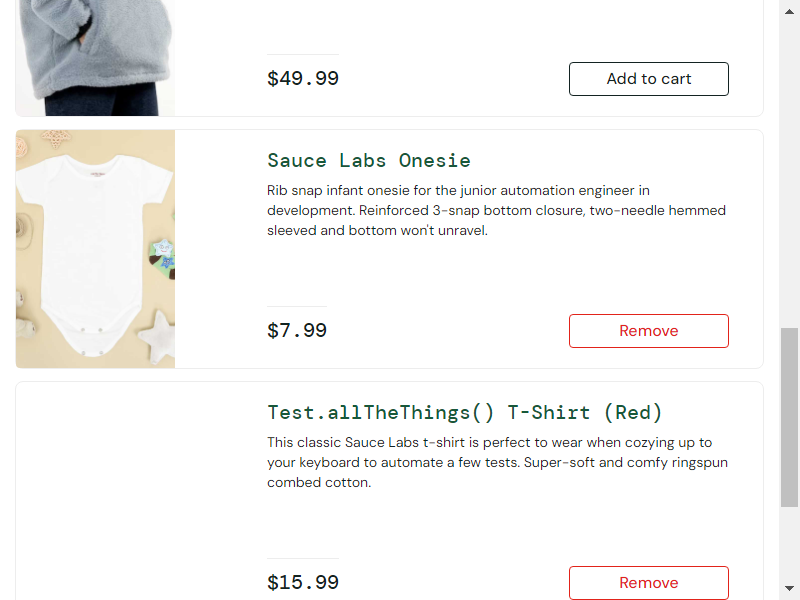 $49.99
Add to cart
Sauce Labs Onesie
Rib snap infant onesie for the junior automation engineer in
development. Reinforced 3-snap bottom closure, two-needle hemmed
sleeved and bottom won't unravel.
$7.99
Remove
Test.allTheThings() T-Shirt (Red)
This classic Sauce Labs t-shirt is perfect to wear when cozying up to
your keyboard to automate a few tests. Super-soft and comfy ringspun
combed cotton.
$15.99
Remove